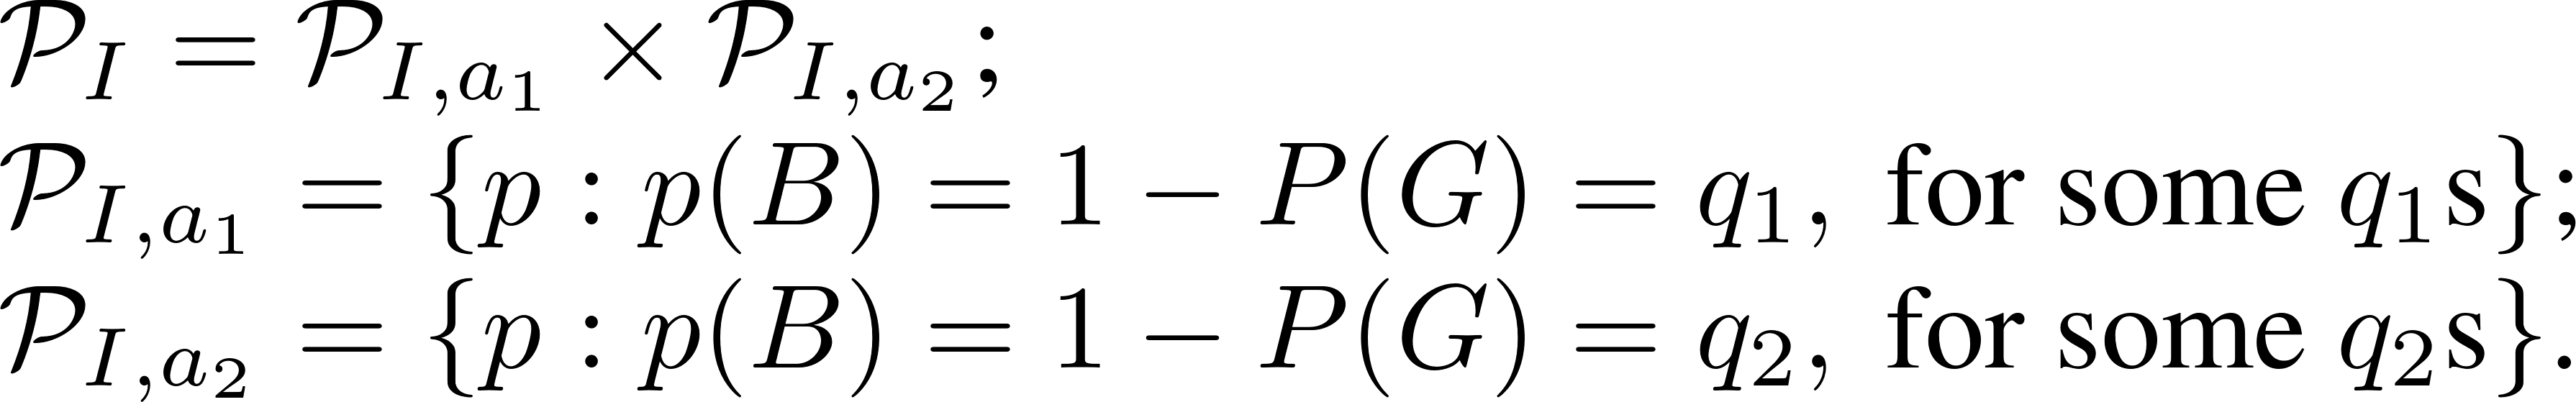 𝒫_I = 𝒫_{I,a_1} × 𝒫_{I,a_2};
𝒫_{I,a_1} = {p : p(B) = 1 − P(G) = q_1, for some q_1s};
𝒫_{I,a_2} = {p : p(B) = 1 − P(G) = q_2, for some q_2s}.